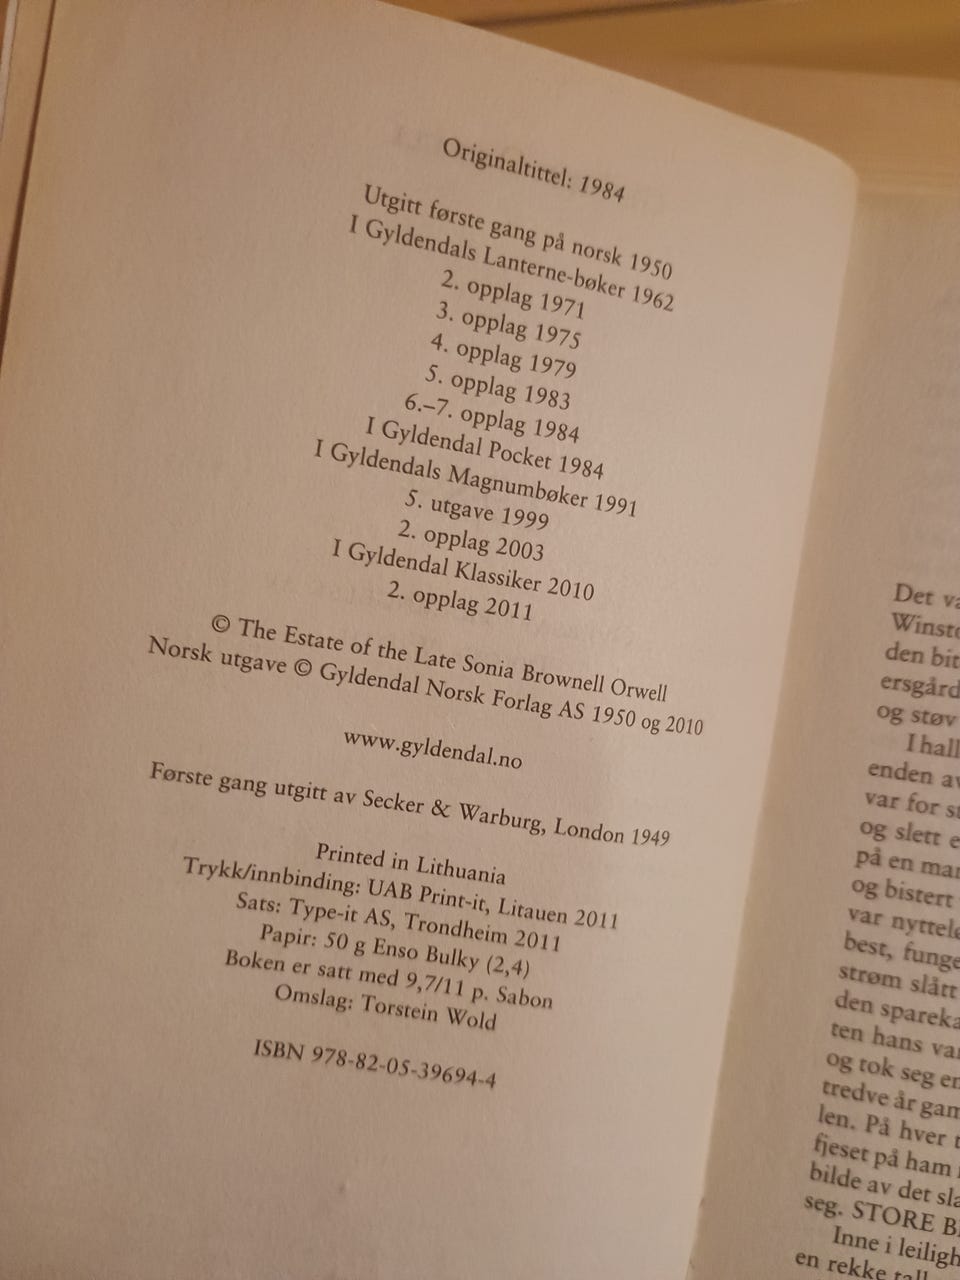 Originaltittel: 1984
Utgitt første gang på norsk 1950
I Gyldendals Lanterne-bøker 1962
2. opplag 1971
3. opplag 1975
4. opplag 1979
5. opplag 1983
6.–7. opplag 1984
I Gyldendal Pocket 1984
I Gyldendals Magnumbøker 1991
5. utgave 1999
2. opplag 2003
I Gyldendal Klassiker 2010
2. opplag 2011
© The Estate of the Late Sonia Brownell Orwell
Norsk utgave © Gyldendal Norsk Forlag AS 1950 og 2010
www.gyldendal.no
Første gang utgitt av Secker & Warburg, London 1949
Printed in Lithuania
Trykk/innbinding: UAB Print-it, Litauen 2011
Sats: Type-it AS, Trondheim 2011
Papir: 50 g Enso Bulky (2,4)
Boken er satt med 9,7/11 p. Sabon
Omslag: Torstein Wold
ISBN 978-82-05-39694-4
Det
den
og støv
I
enden
var for
og slett
på en
og bistert
var
best,
strøm slått
den
ten hans
og tok seg
tredve år
len. På hver
fjeset på ham
bilde av det
seg. STORE
Inne i
en rekke